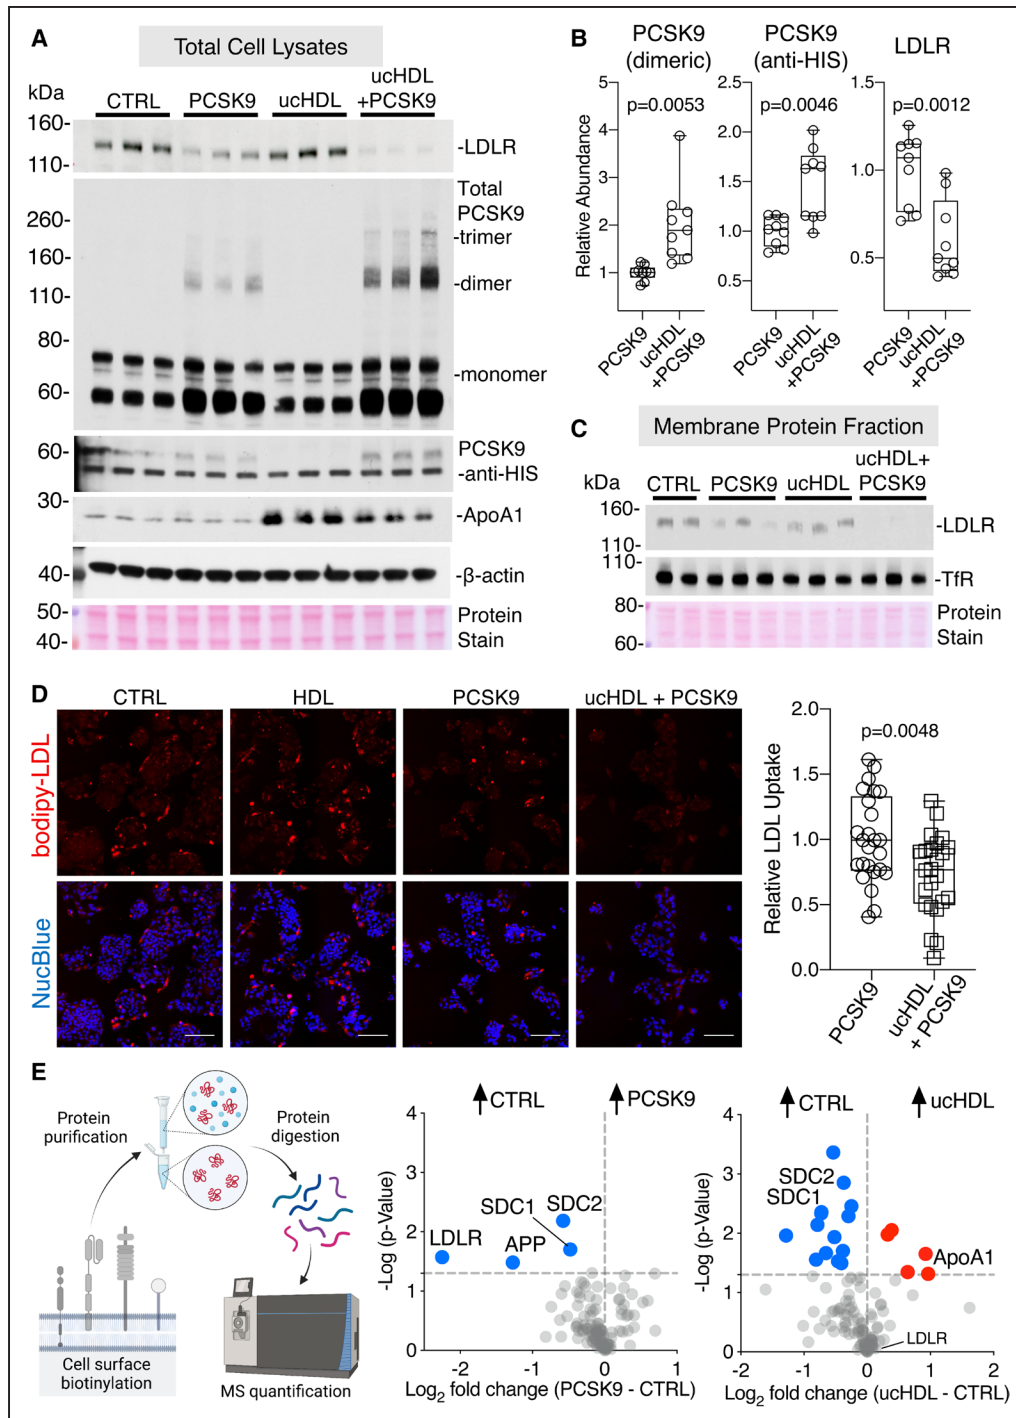 A
Total Cell Lysates
kDa
CTRL
PCSK9
ucHDL
ucHDL
+PCSK9
160-
110-
-LDLR
Total
PCSK9
260-
-trimer
160-
-dimer
110-
80-
-monomer
60-
60-
PCSK9
-anti-HIS
30-
-ApoA1
40-
-β-actin
50-
Protein
40-
Stain
B
PCSK9
(dimeric)
PCSK9
(anti-HIS)
LDLR
Relative Abundance
5
4
3
2
1
p=0.0053
PCSK9
ucHDL
+PCSK9
2.5
2.0
1.5
1.0
0.5
p=0.0046
PCSK9
ucHDL
+PCSK9
1.5
1.0
0.5
p=0.0012
PCSK9
ucHDL
+PCSK9
C
Membrane Protein Fraction
kDa
CTRL
PCSK9
ucHDL
ucHDL+
PCSK9
160-
-LDLR
110-
110-
-TfR
80-
Protein
60-
Stain
D
CTRL
HDL
PCSK9
ucHDL + PCSK9
bodipy-LDL
NucBlue
Relative LDL Uptake
2.0
1.5
1.0
0.5
0.0
p=0.0048
PCSK9
ucHDL
+ PCSK9
E
Protein
purification
Protein
digestion
Cell surface
biotinylation
MS quantification
CTRL
PCSK9
-Log (p-Value)
4
3
2
1
0
SDC1
SDC2
LDLR
APP
-2
-1
0
1
Log2 fold change (PCSK9 - CTRL)
CTRL
ucHDL
-Log (p-Value)
4
3
2
1
0
SDC2
SDC1
ApoA1
LDLR
-2
-1
0
1
2
Log2 fold change (ucHDL - CTRL)